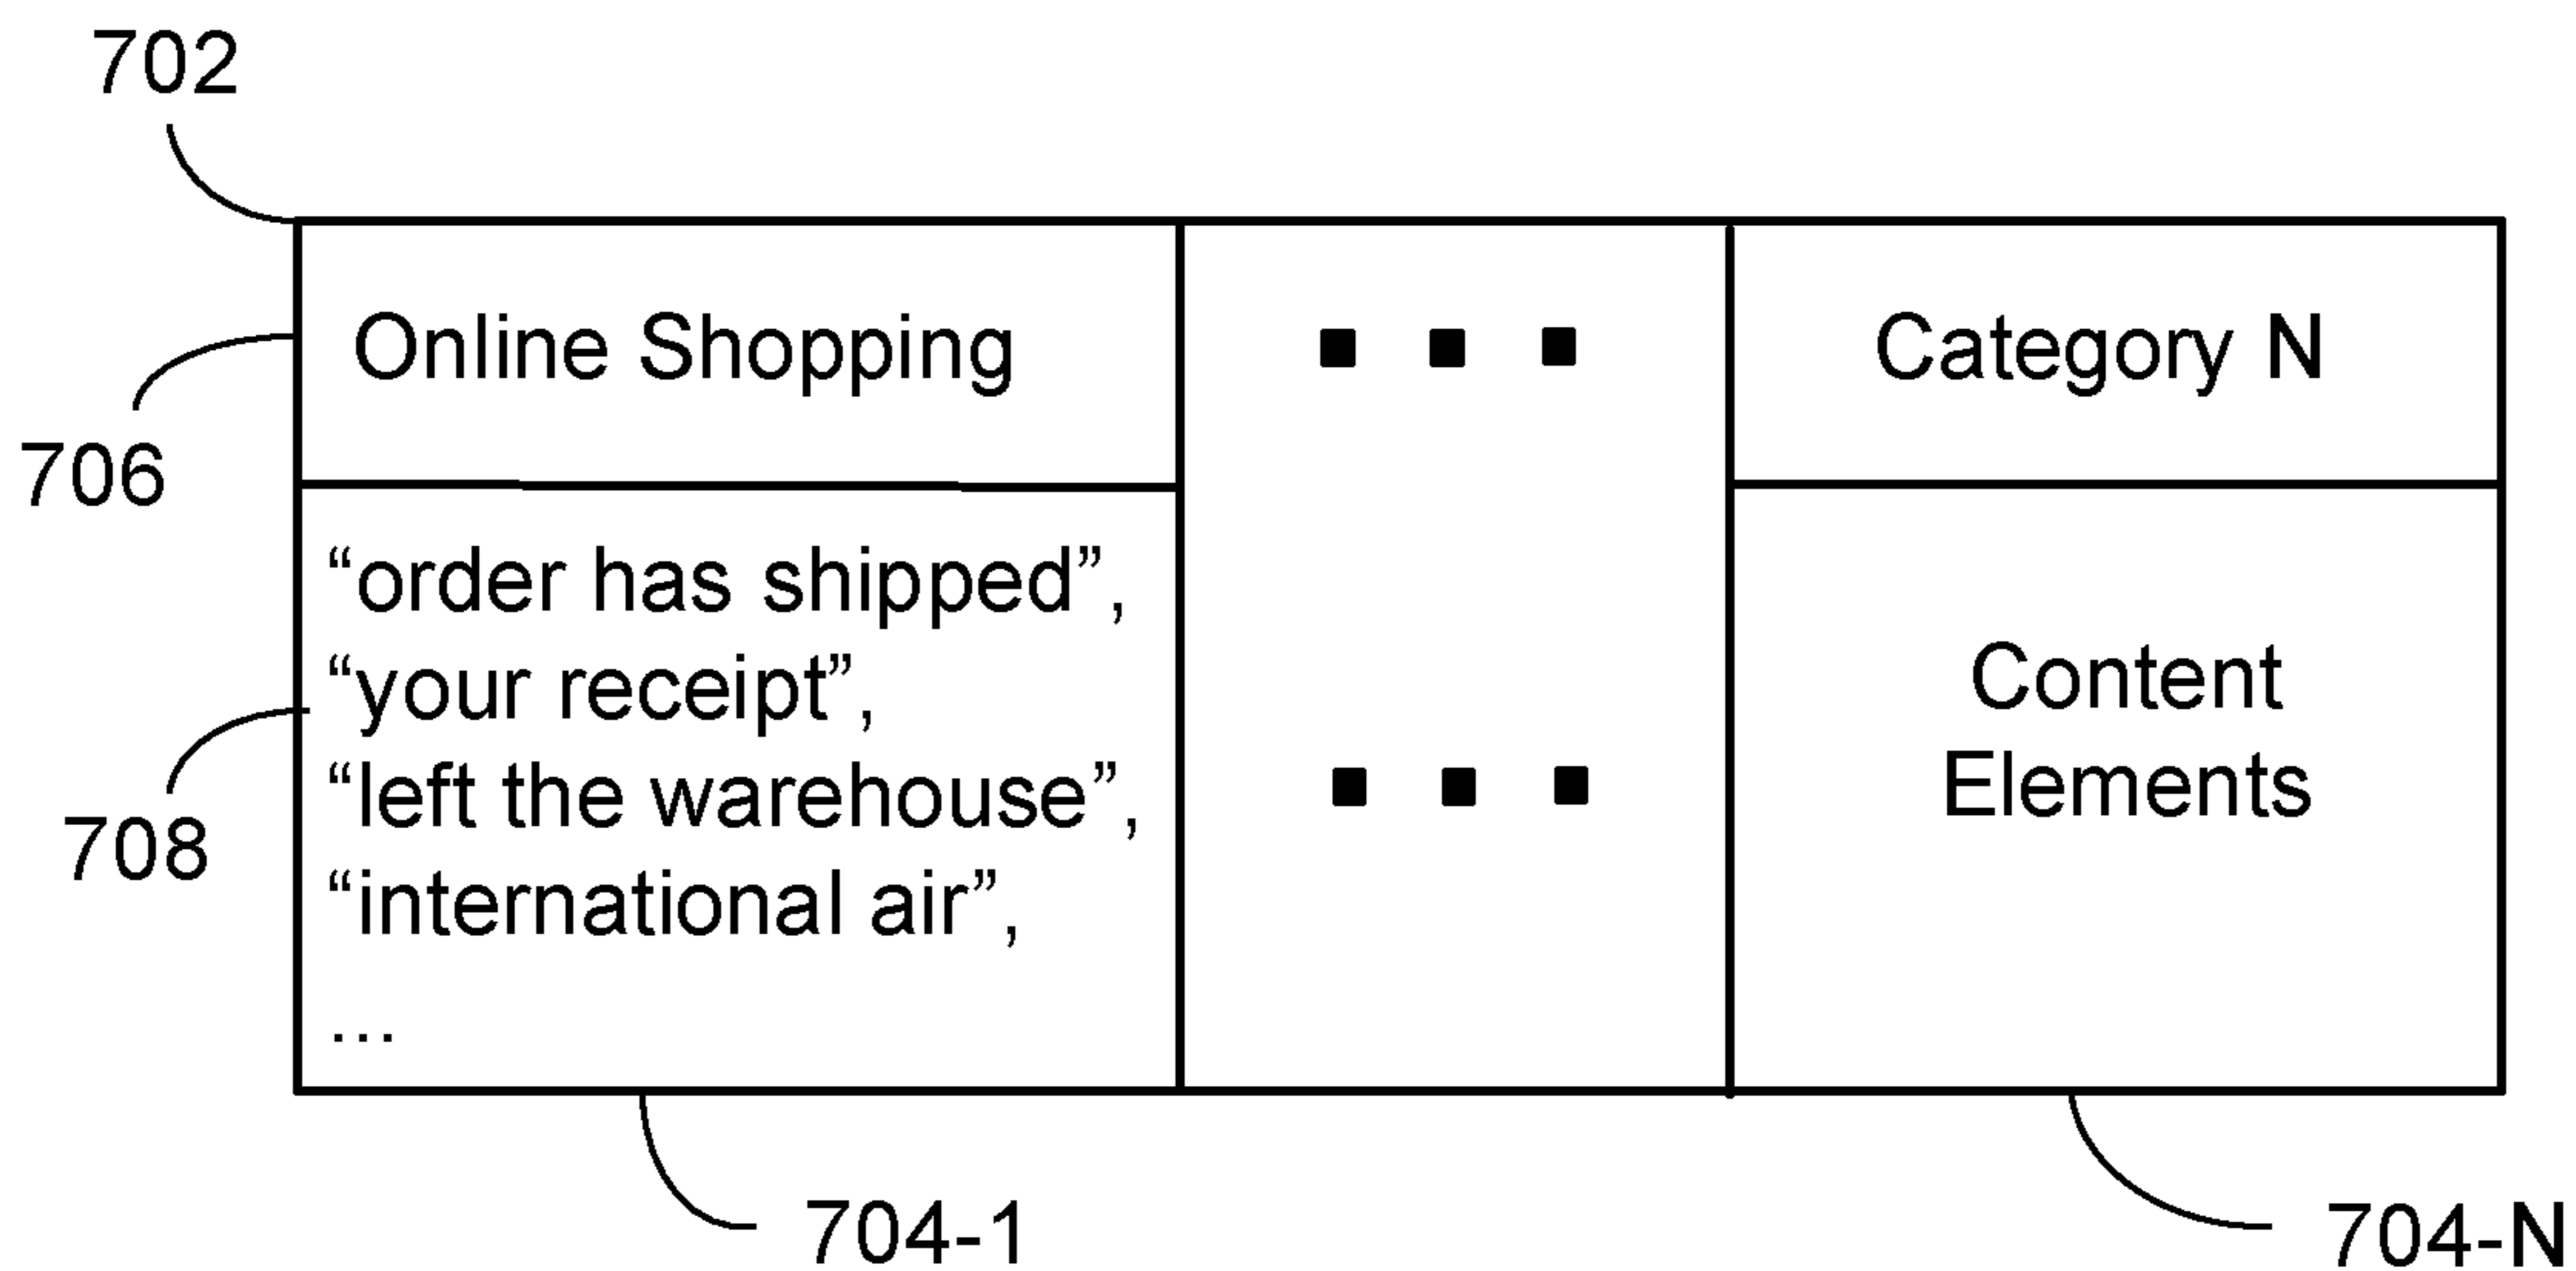 702
Online Shopping ▪ ▪ ▪ Category N
706
“order has shipped”,
“your receipt”,
“left the warehouse”,
“international air”,
...
708
▪ ▪ ▪
Content
Elements
704-1
704-N